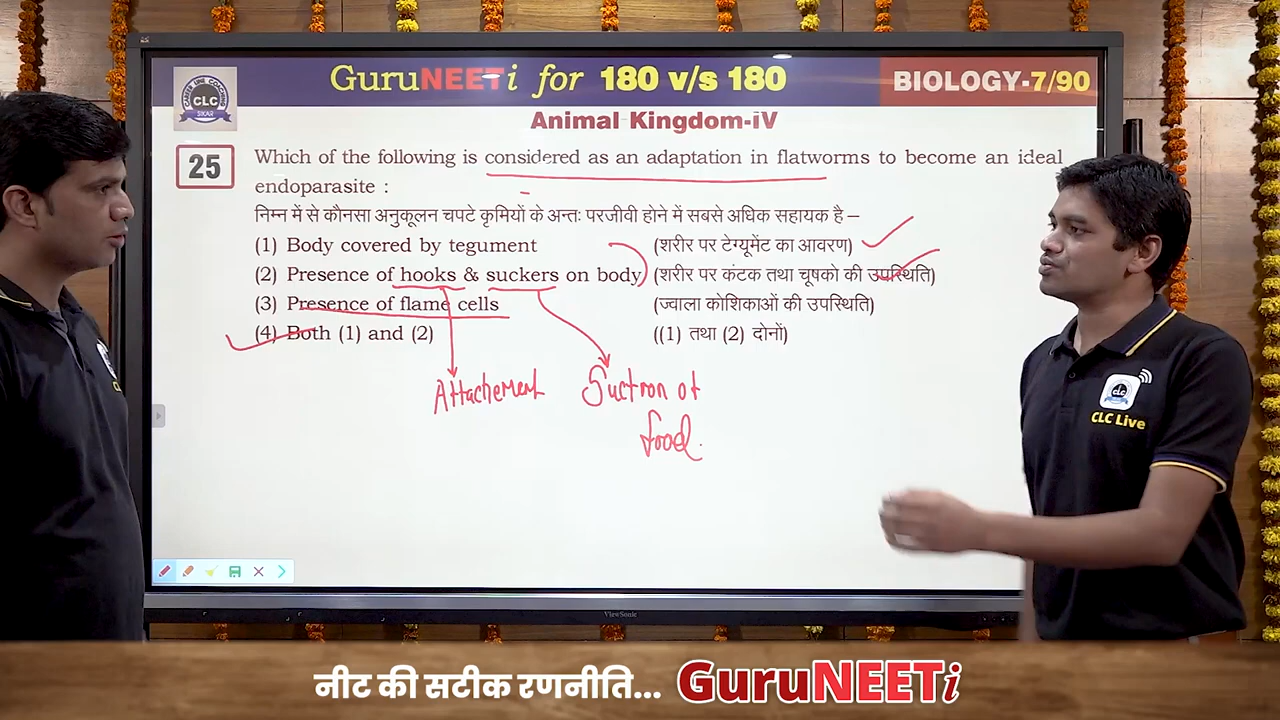 GuruNEETi for 180 v/s 180
BIOLOGY-7/90
CLC
SIKAR
Animal Kingdom-iV
25
Which of the following is considered as an adaptation in flatworms to become an ideal
endoparasite :
निम्न में से कौनसा अनुकूलन चपटे कृमियों के अन्तः परजीवी होने में सबसे अधिक सहायक है –
(1) Body covered by tegument (शरीर पर टेग्यूमेंट का आवरण)
(2) Presence of hooks & suckers on body (शरीर पर कंटक तथा चूषको की उपस्थिति)
(3) Presence of flame cells (ज्वाला कोशिकाओं की उपस्थिति)
(4) Both (1) and (2) ((1) तथा (2) दोनों)
Attachement
Suction of
food.
CLC
CLC Live
ViewSonic
नीट की सटीक रणनीति... GuruNEETi